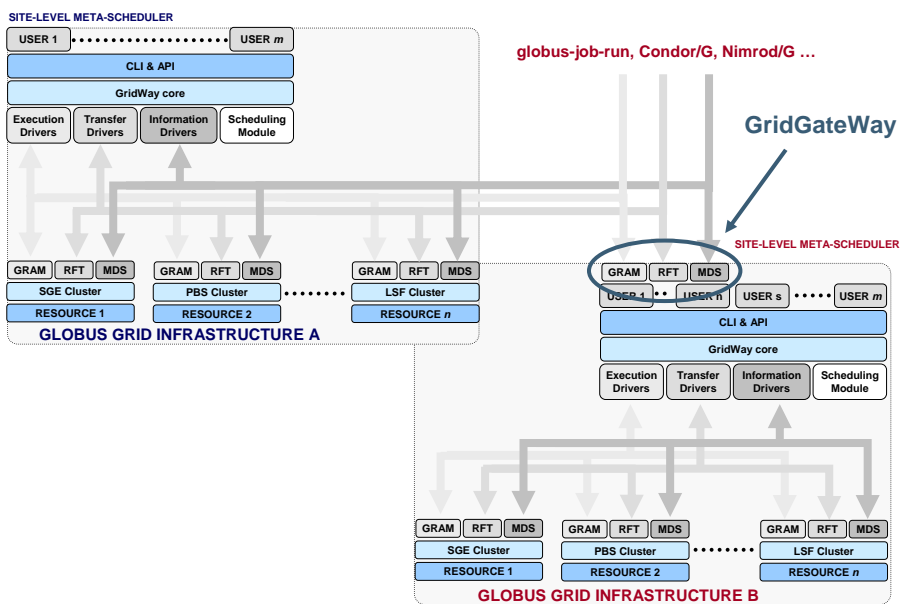 SITE-LEVEL META-SCHEDULER
USER 1 USER m
CLI & API
GridWay core
Execution Drivers Transfer Drivers Information Drivers Scheduling Module
globus-job-run, Condor/G, Nimrod/G …
GridGateWay
GRAM RFT MDS GRAM RFT MDS GRAM RFT MDS
SGE Cluster PBS Cluster LSF Cluster
RESOURCE 1 RESOURCE 2 RESOURCE n
GLOBUS GRID INFRASTRUCTURE A
SITE-LEVEL META-SCHEDULER
GRAM RFT MDS
USER 1 USER n USER s USER m
CLI & API
GridWay core
Execution Drivers Transfer Drivers Information Drivers Scheduling Module
GRAM RFT MDS GRAM RFT MDS GRAM RFT MDS
SGE Cluster PBS Cluster LSF Cluster
RESOURCE 1 RESOURCE 2 RESOURCE n
GLOBUS GRID INFRASTRUCTURE B